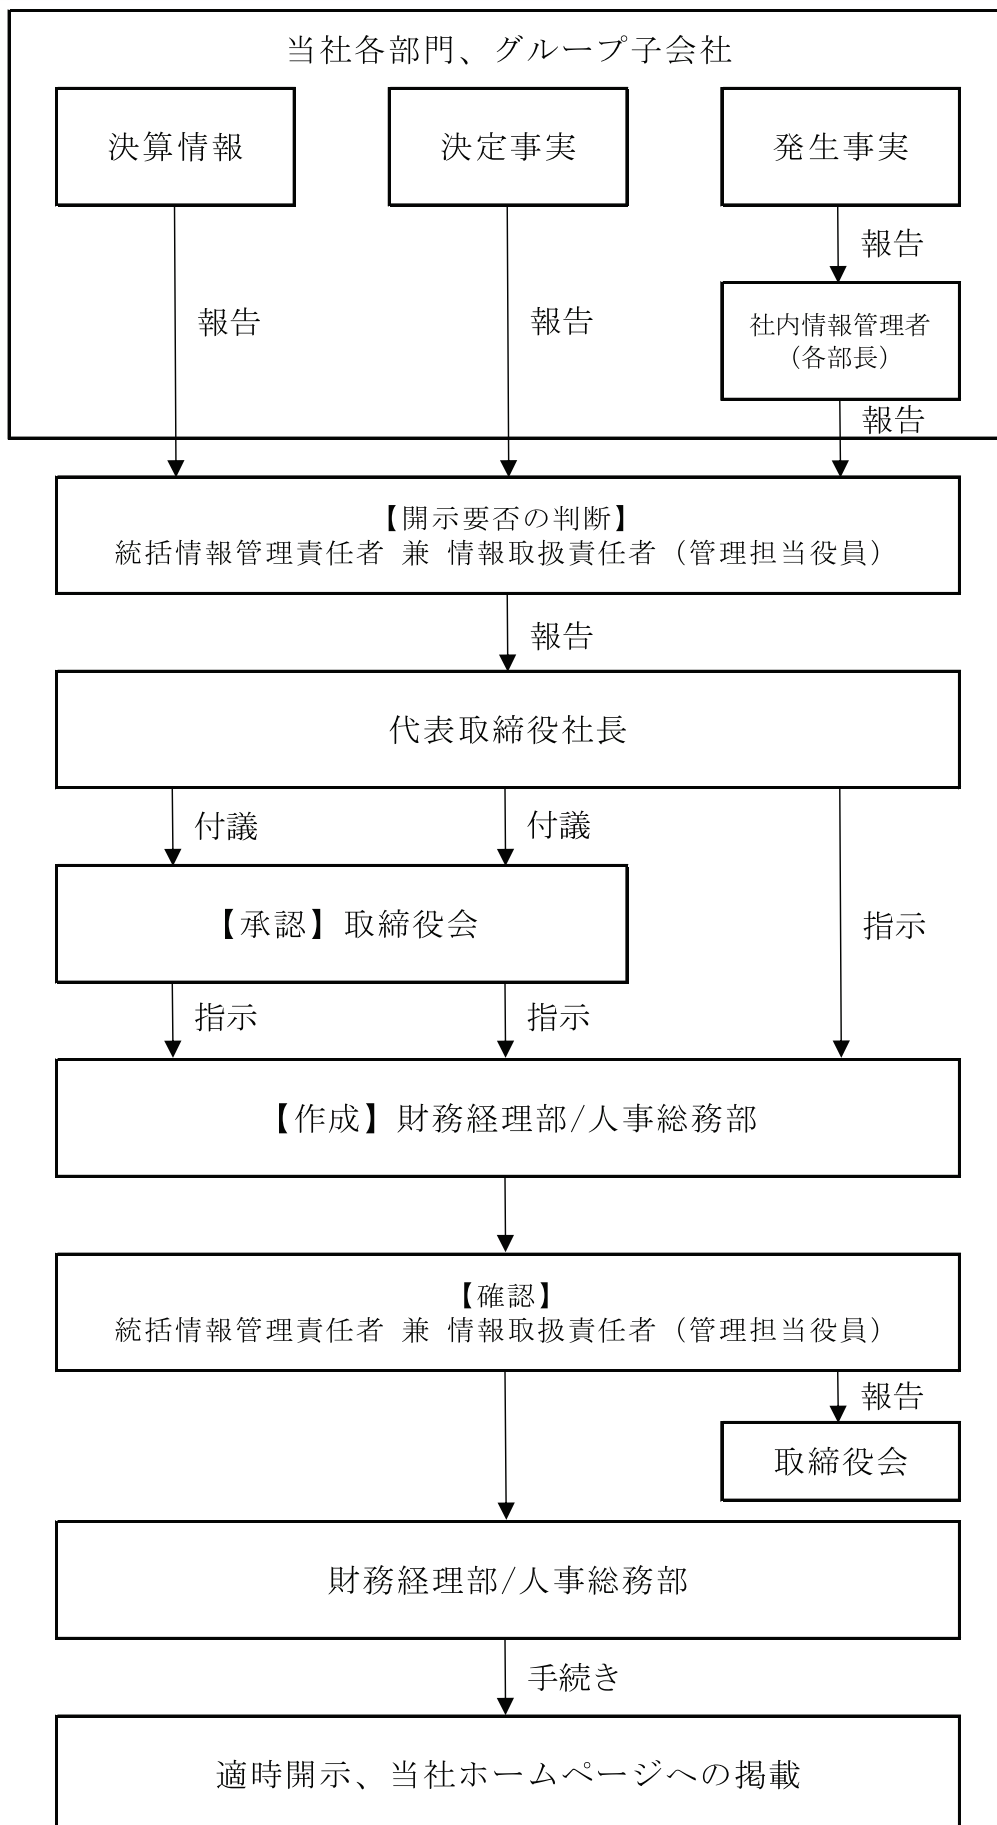 当社各部門、グループ子会社
決算情報
決定事実
発生事実
報告
報告
報告
社内情報管理者
（各部長）
報告
【開示要否の判断】
統括情報管理責任者 兼 情報取扱責任者（管理担当役員）
報告
代表取締役社長
付議
付議
【承認】取締役会
指示
指示
指示
【作成】財務経理部/人事総務部
【確認】
統括情報管理責任者 兼 情報取扱責任者（管理担当役員）
報告
取締役会
財務経理部/人事総務部
手続き
適時開示、当社ホームページへの掲載